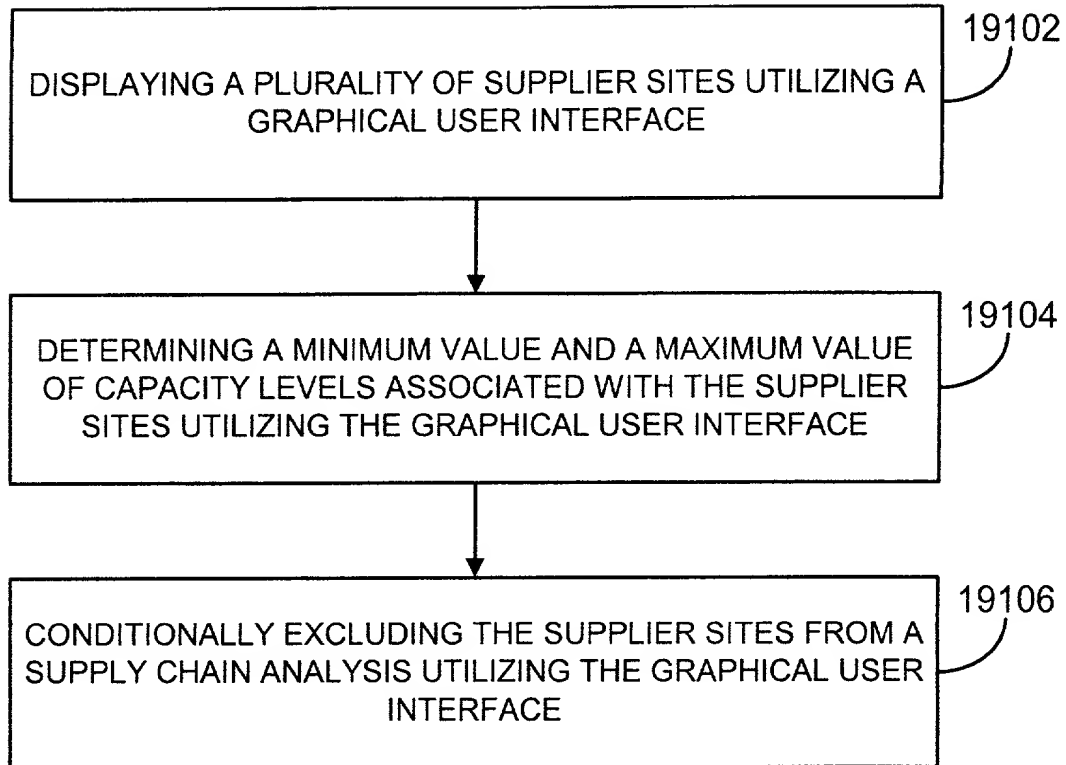 19102
DISPLAYING A PLURALITY OF SUPPLIER SITES UTILIZING A
GRAPHICAL USER INTERFACE
19104
DETERMINING A MINIMUM VALUE AND A MAXIMUM VALUE
OF CAPACITY LEVELS ASSOCIATED WITH THE SUPPLIER
SITES UTILIZING THE GRAPHICAL USER INTERFACE
19106
CONDITIONALLY EXCLUDING THE SUPPLIER SITES FROM A
SUPPLY CHAIN ANALYSIS UTILIZING THE GRAPHICAL USER
INTERFACE